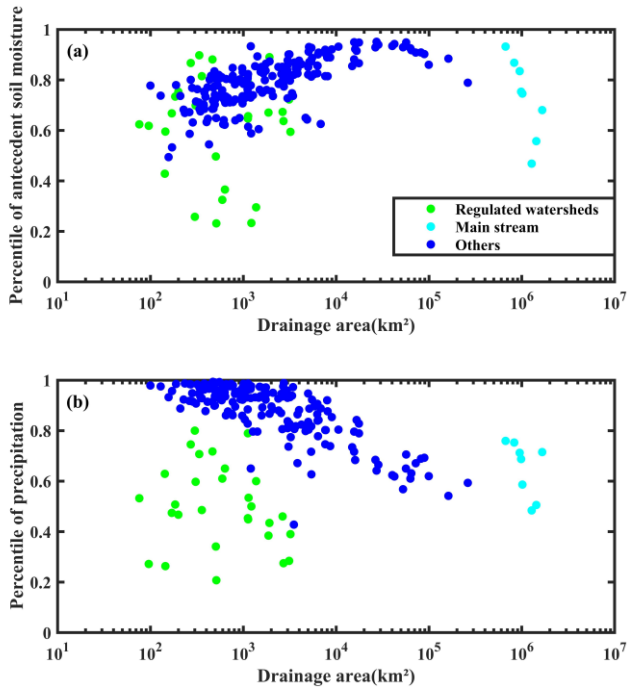 Percentile of antecedent soil moisture
1
0.8
0.6
0.4
0.2
0
(a)
Regulated watersheds
Main stream
Others
10¹ 10² 10³ 10⁴ 10⁵ 10⁶ 10⁷
Drainage area(km²)
Percentile of precipitation
1
0.8
0.6
0.4
0.2
0
(b)
10¹ 10² 10³ 10⁴ 10⁵ 10⁶ 10⁷
Drainage area(km²)